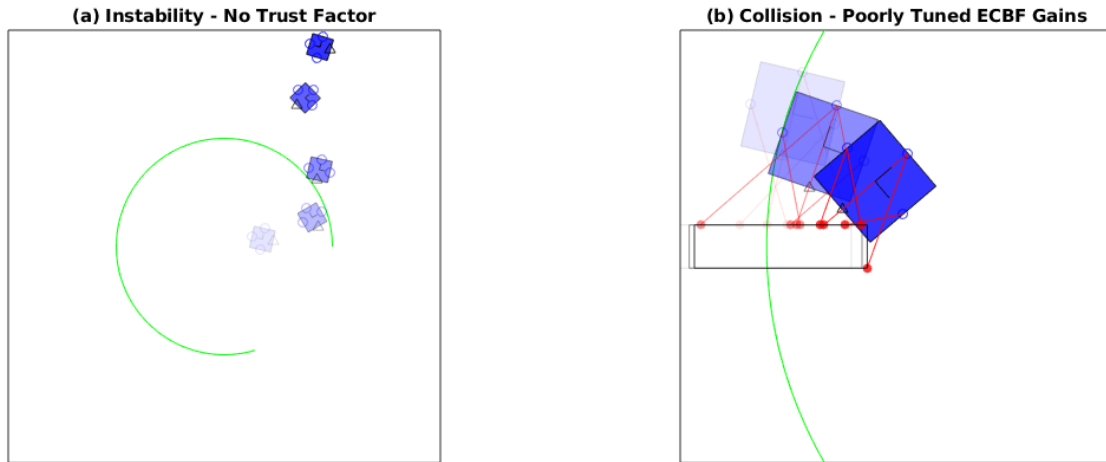 (a) Instability - No Trust Factor
(b) Collision - Poorly Tuned ECBF Gains